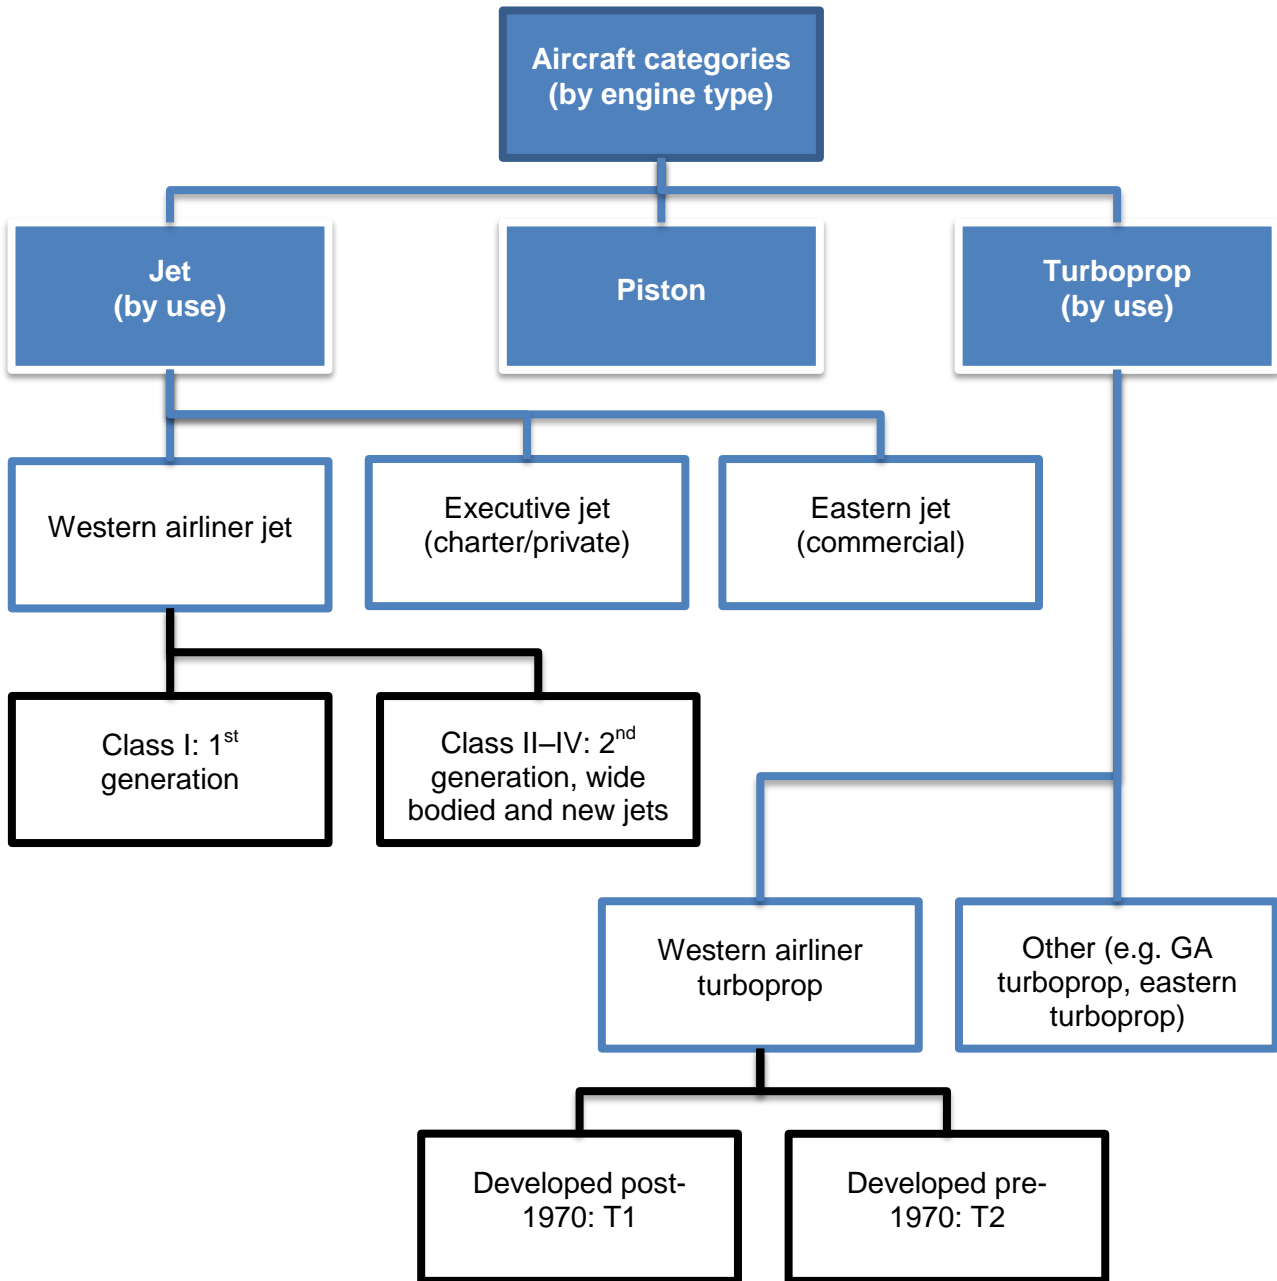 Aircraft categories
(by engine type)
Jet
(by use)
Piston
Turboprop
(by use)
Western airliner jet
Executive jet
(charter/private)
Eastern jet
(commercial)
Class I: 1st
generation
Class II–IV: 2nd
generation, wide
bodied and new jets
Western airliner
turboprop
Other (e.g. GA
turboprop, eastern
turboprop)
Developed post-
1970: T1
Developed pre-
1970: T2